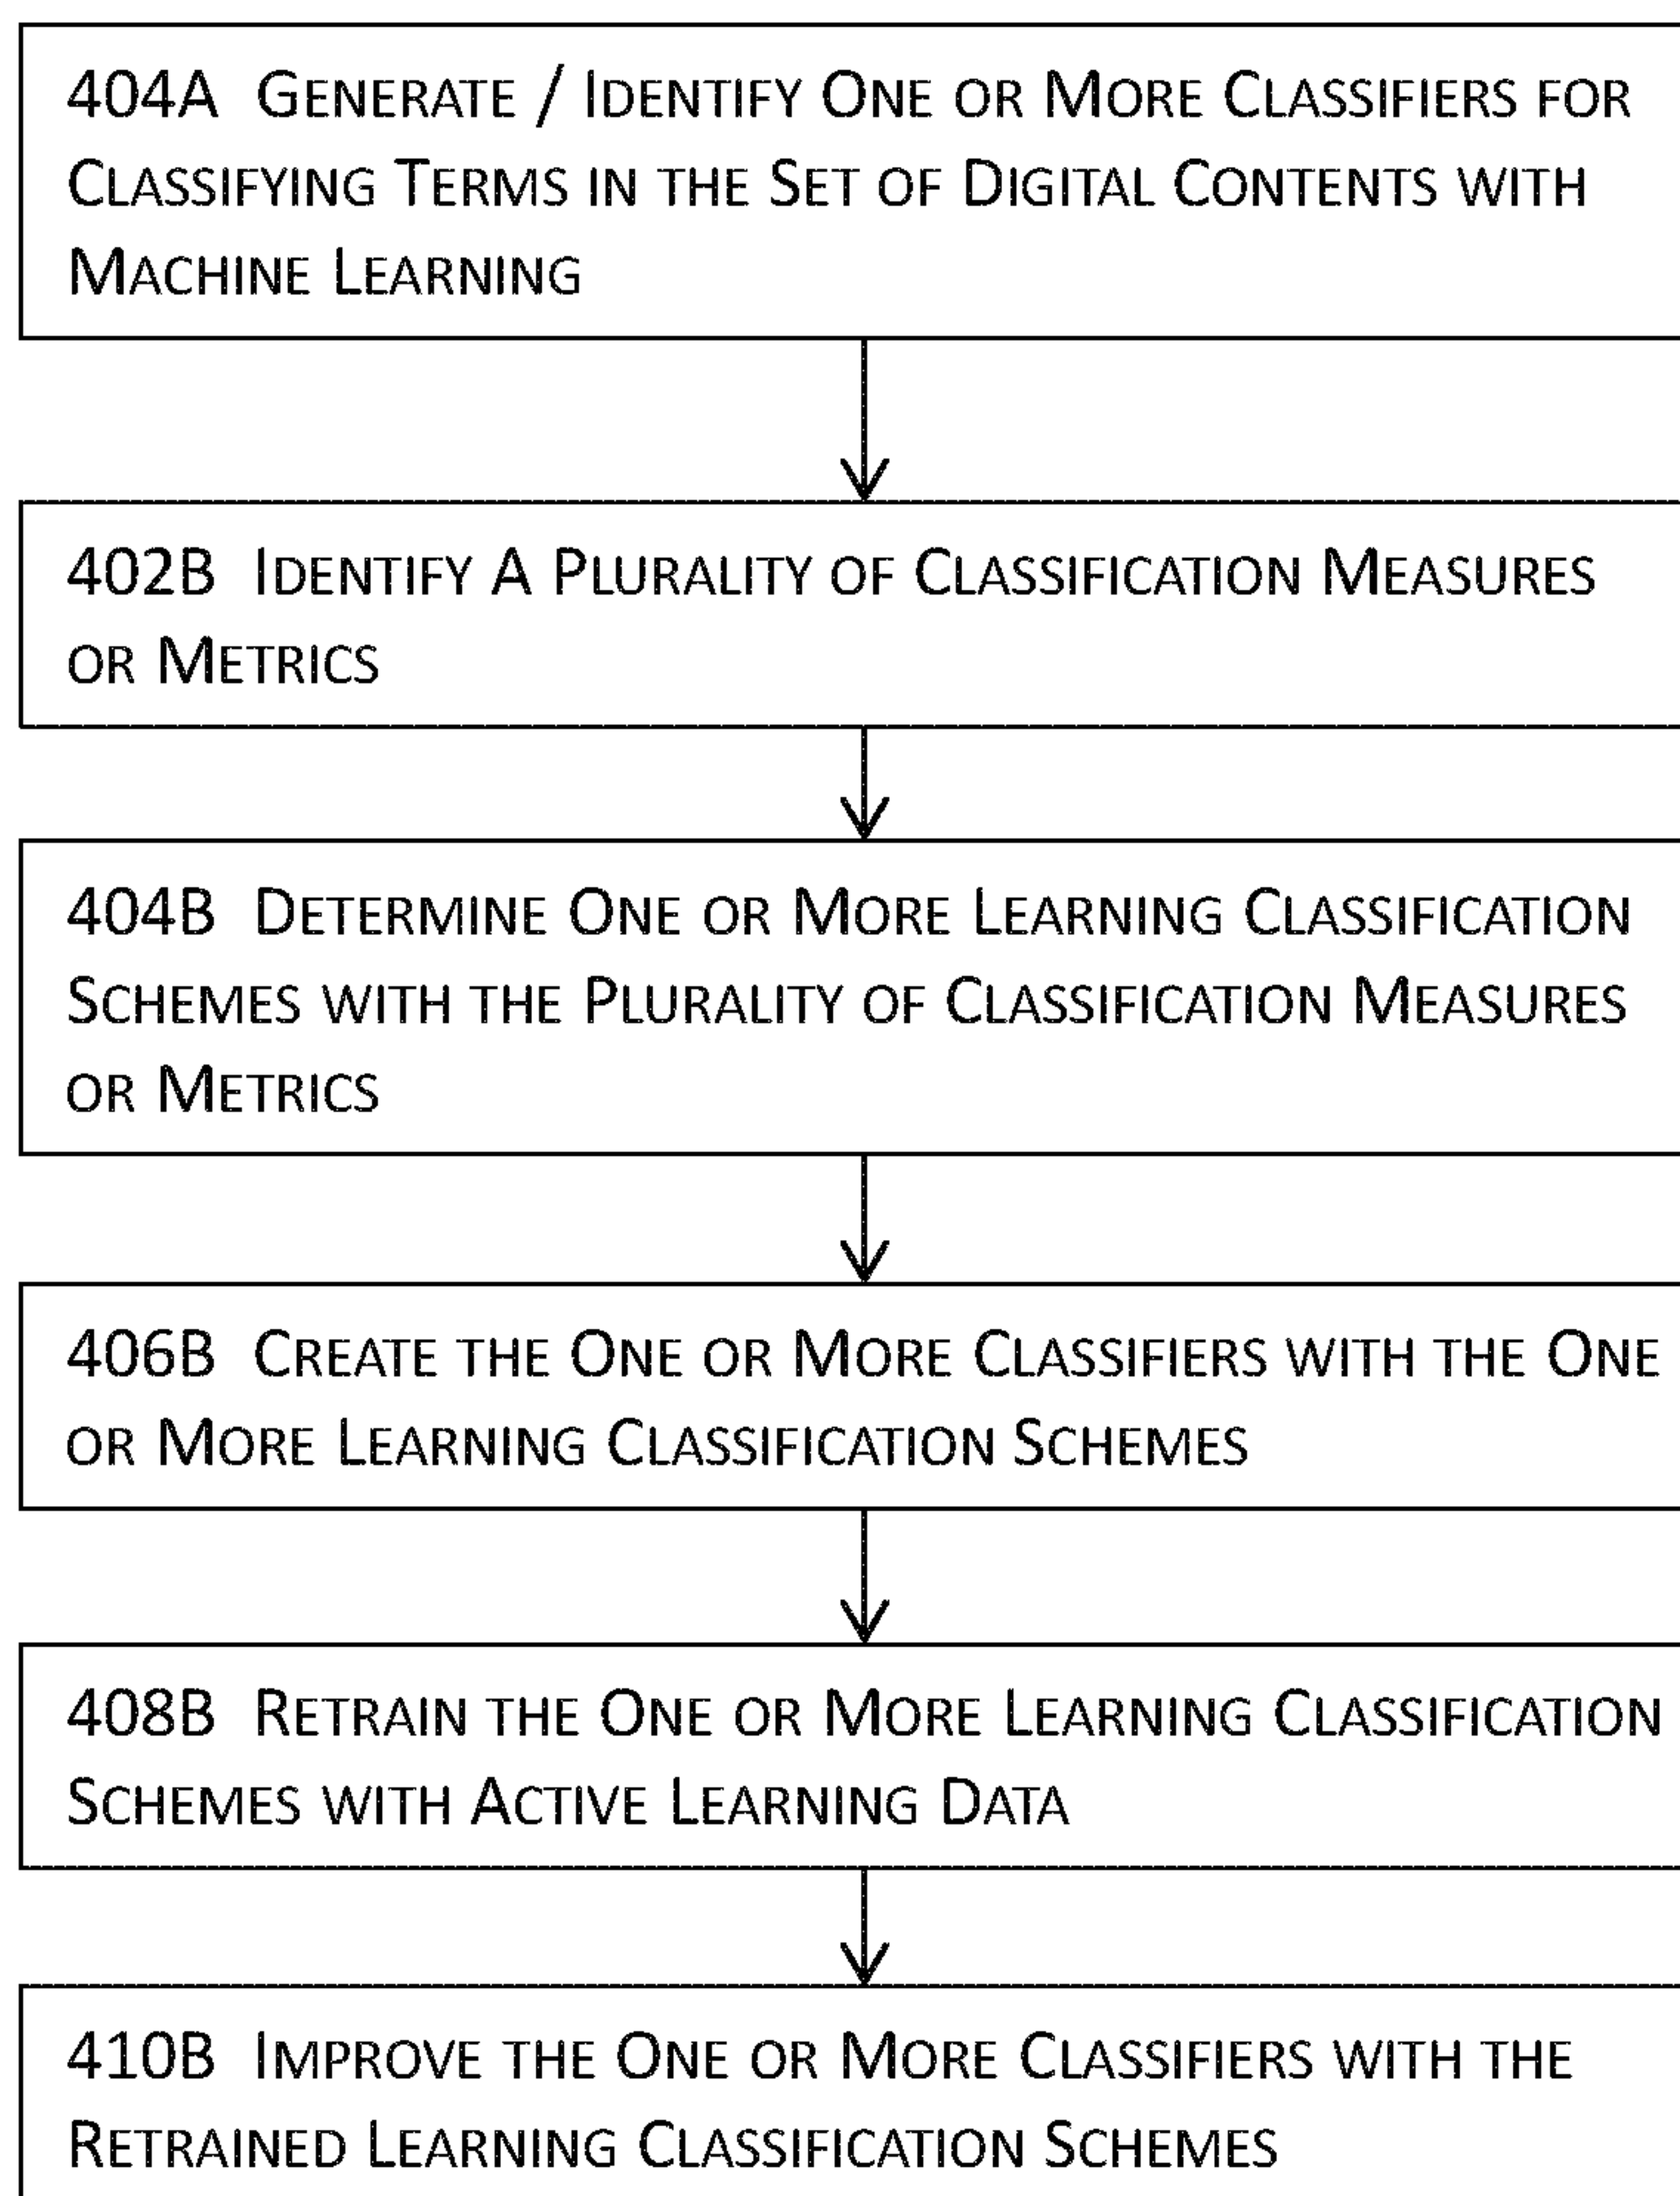 404A Generate / Identify One or More Classifiers for
Classifying Terms in the Set of Digital Contents with
Machine Learning
402B Identify A Plurality of Classification Measures
or Metrics
404B Determine One or More Learning Classification
Schemes with the Plurality of Classification Measures
or Metrics
406B Create the One or More Classifiers with the One
or More Learning Classification Schemes
408B Retrain the One or More Learning Classification
Schemes with Active Learning Data
410B Improve the One or More Classifiers with the
Retrained Learning Classification Schemes